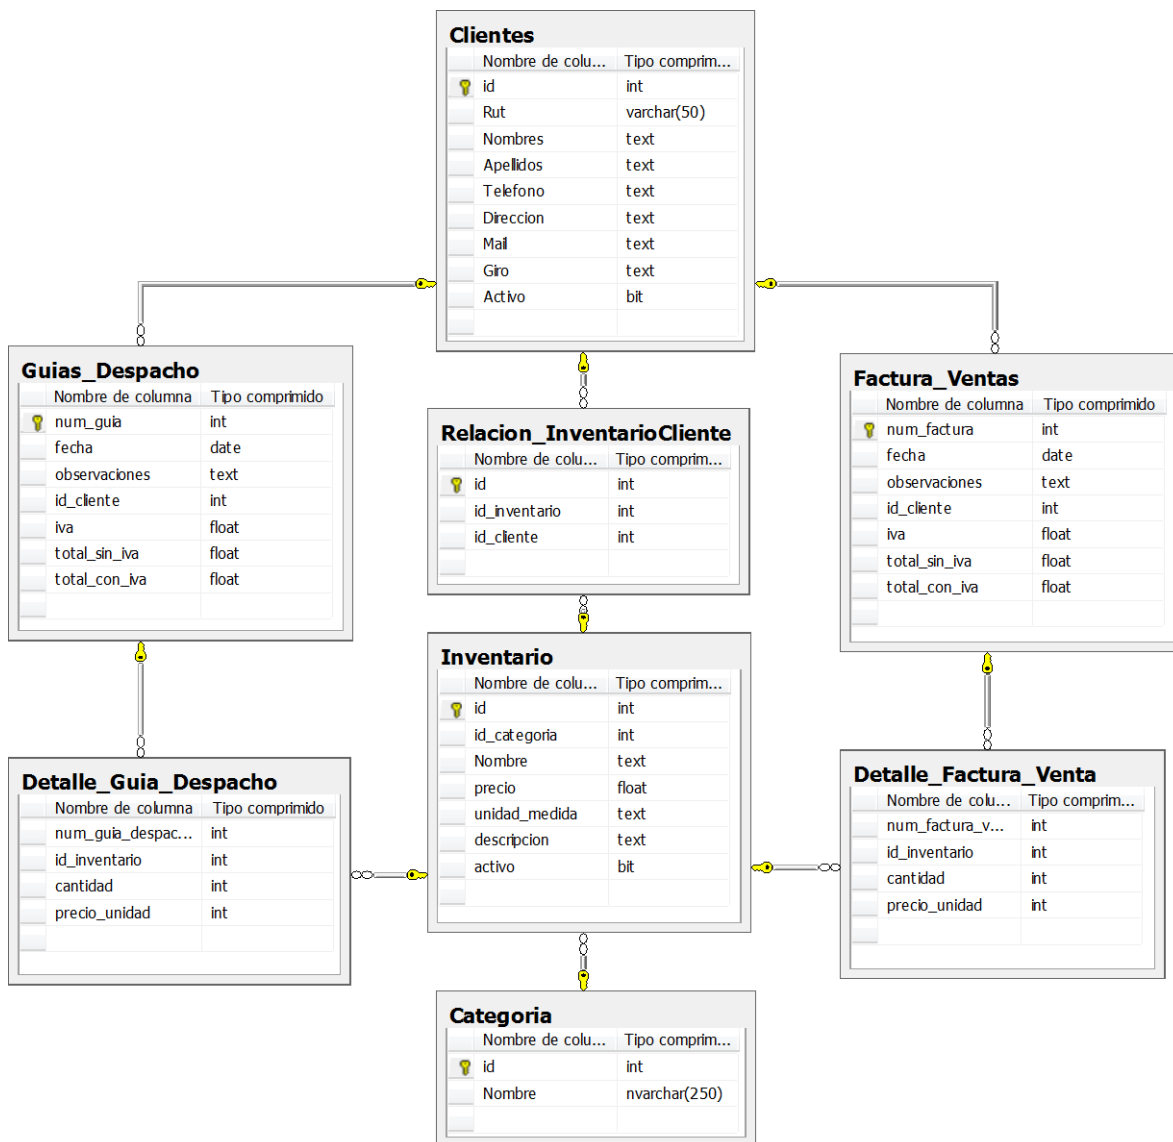 Clientes
Nombre de colu... Tipo comprim...
id int
Rut varchar(50)
Nombres text
Apellidos text
Telefono text
Direccion text
Mail text
Giro text
Activo bit
Guias_Despacho
Nombre de columna Tipo comprimido
num_guia int
fecha date
observaciones text
id_cliente int
iva float
total_sin_iva float
total_con_iva float
Relacion_InventarioCliente
Nombre de colu... Tipo comprim...
id int
id_inventario int
id_cliente int
Factura_Ventas
Nombre de columna Tipo comprimido
num_factura int
fecha date
observaciones text
id_cliente int
iva float
total_sin_iva float
total_con_iva float
Detalle_Guia_Despacho
Nombre de columna Tipo comprimido
num_guia_despac... int
id_inventario int
cantidad int
precio_unidad int
Inventario
Nombre de colu... Tipo comprim...
id int
id_categoria int
Nombre text
precio float
unidad_medida text
descripcion text
activo bit
Detalle_Factura_Venta
Nombre de colu... Tipo comprim...
num_factura_v... int
id_inventario int
cantidad int
precio_unidad int
Categoria
Nombre de colu... Tipo comprim...
id int
Nombre nvarchar(250)